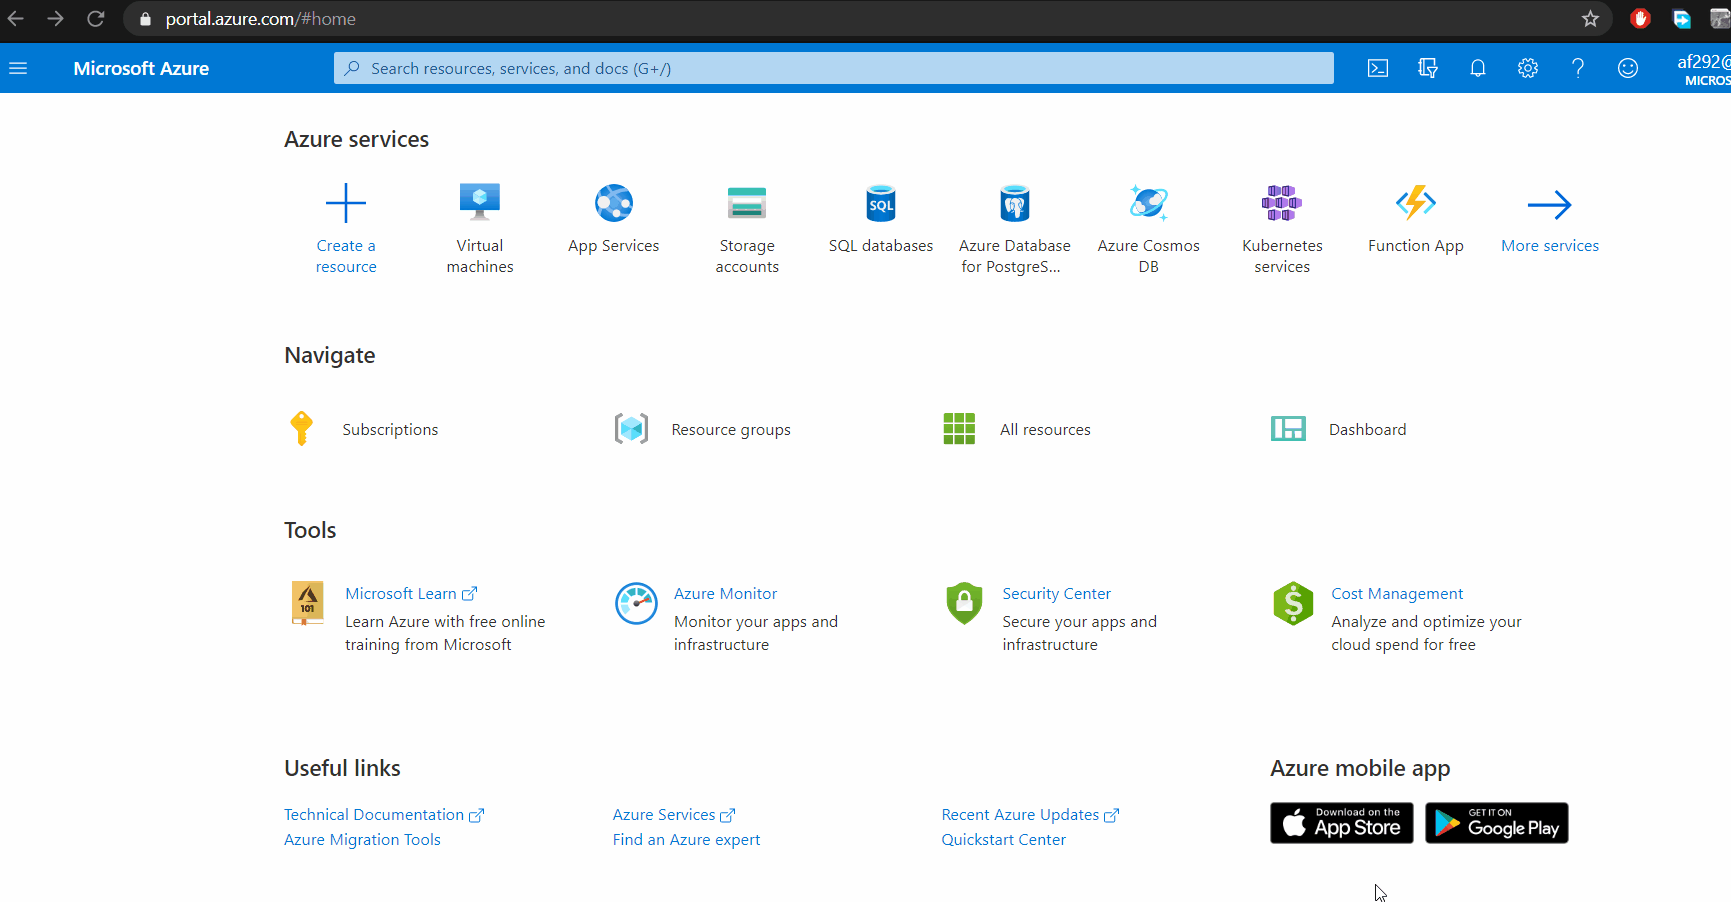 portal.azure.com/#home
Microsoft Azure
Search resources, services, and docs (G+/)
af292@
MICROS
Azure services
Create a
resource
Virtual
machines
App Services
Storage
accounts
SQL
SQL databases
Azure Database
for PostgreS...
Azure Cosmos
DB
Kubernetes
services
Function App
More services
Navigate
Subscriptions
Resource groups
All resources
Dashboard
Tools
101
Microsoft Learn
Learn Azure with free online
training from Microsoft
Azure Monitor
Monitor your apps and
infrastructure
Security Center
Secure your apps and
infrastructure
$
Cost Management
Analyze and optimize your
cloud spend for free
Useful links
Technical Documentation
Azure Migration Tools
Azure Services
Find an Azure expert
Recent Azure Updates
Quickstart Center
Azure mobile app
Download on the
App Store
GET IT ON
Google Play